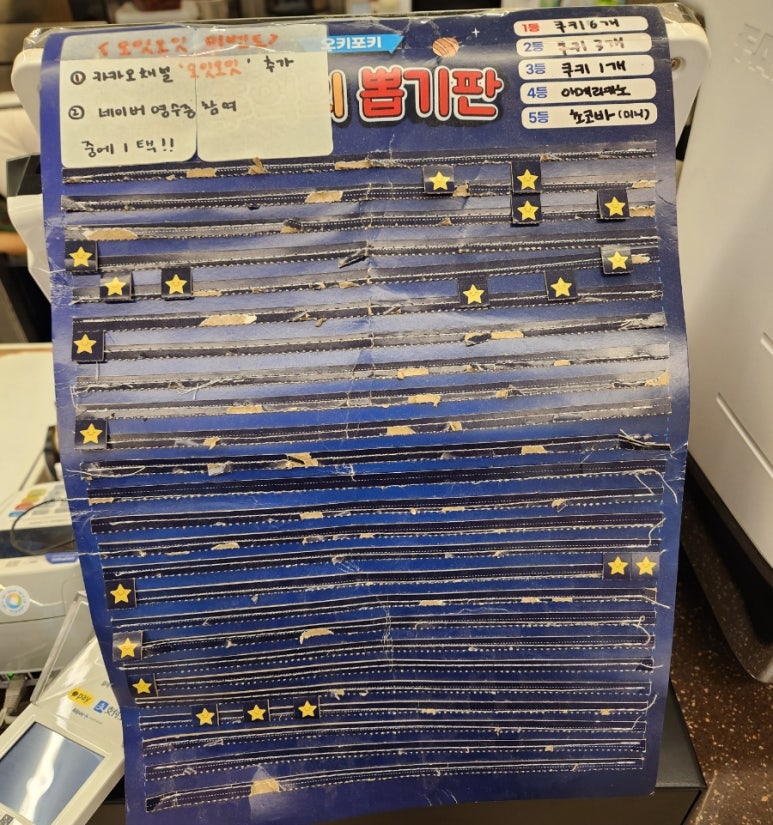 < 오잇오잇 이벤트 >
① 카카오채널 '오잇오잇' 추가
② 네이버 영수증 참여
중에 1 택!!
오키포키
뽑기판
1등 쿠키 6개
2등 쿠키 3개
3등 쿠키 1개
4등 아메리카노
5등 초코바 (미니)
pay